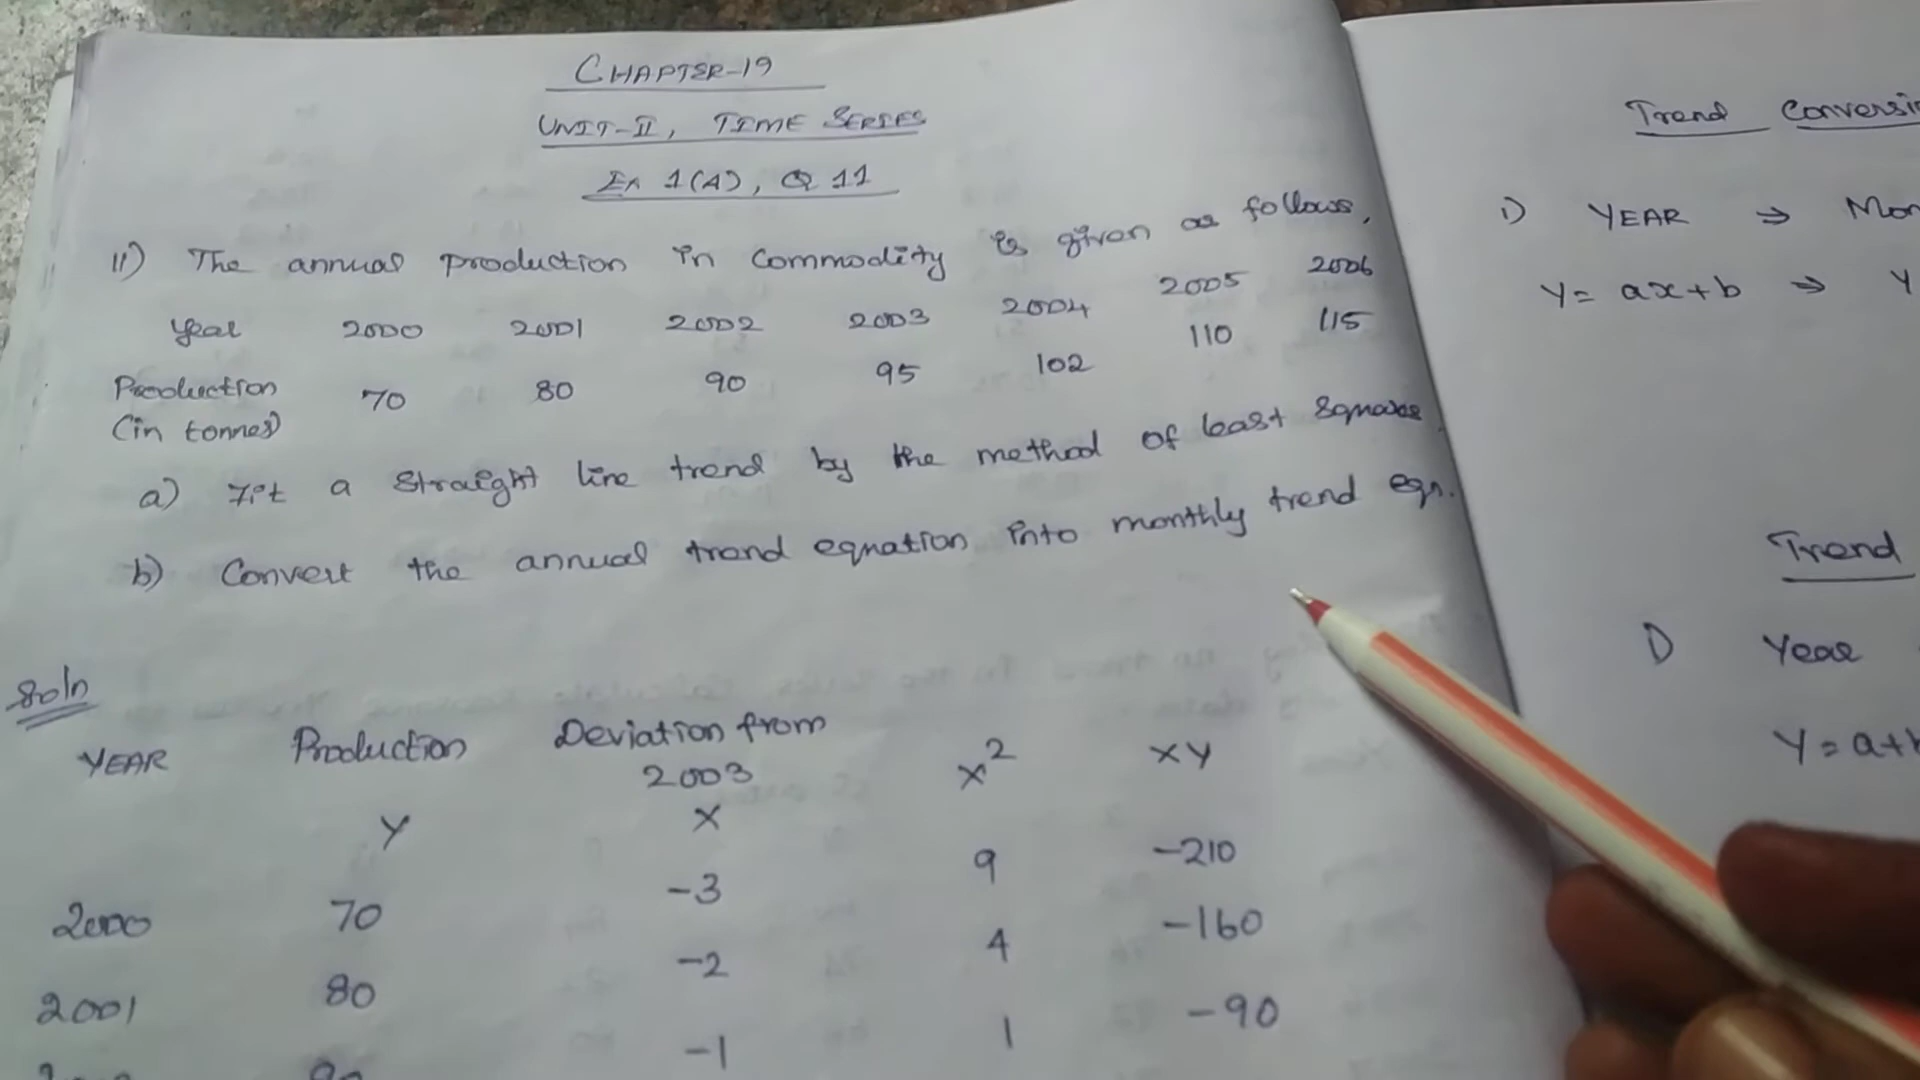 CHAPTER-19
UNIT-II, TIME SERIES
Ex 1(A), Q 11
11) The annual production in commodity is given as follows,
Year 2000 2001 2002 2003 2004 2005 2006
Production 70 80 90 95 102 110 115
(in tonnes)
a) Fit a straight line trend by the method of least square
b) Convert the annual trend equation into monthly trend eqn.
Soln
YEAR Production Deviation from X² XY
2003
Y X
2000 70 -3 9 -210
2001 80 -2 4 -160
-1 1 -90
Trend
1) YEAR ⇒
Y = ax+b ⇒ Y
Trend
1) Year